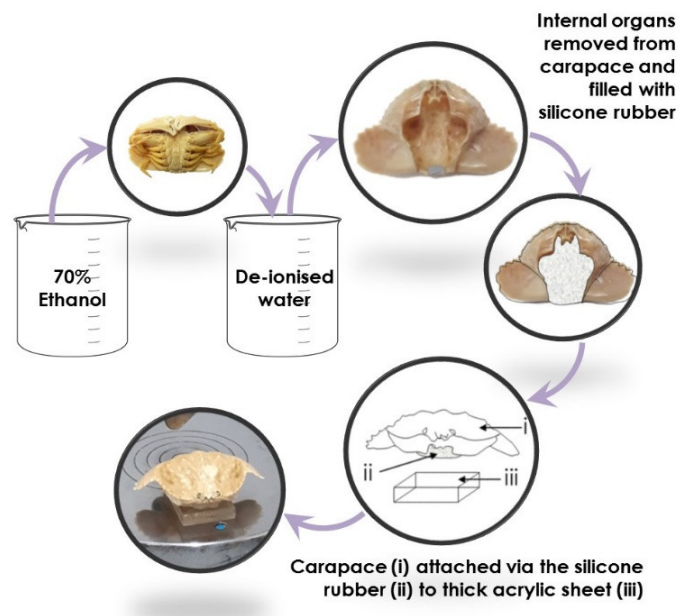 Internal organs
removed from
carapace and
filled with
silicone rubber
70%
Ethanol
De-ionised
water
i
ii
iii
Carapace (i) attached via the silicone
rubber (ii) to thick acrylic sheet (iii)